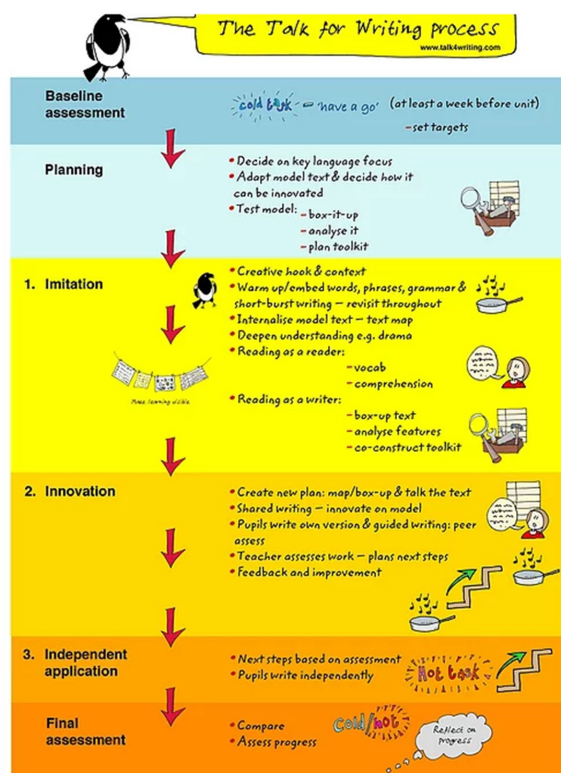 The Talk for Writing process
www.talk4writing.com
Baseline
assessment
cold task – 'have a go' (at least a week before unit)
– set targets
Planning
• Decide on key language focus
• Adapt model text & decide how it
can be innovated
• Test model:
– box-it-up
– analyse it
– plan toolkit
1. Imitation
• Creative hook & context
• Warm up/embed words, phrases, grammar &
short-burst writing – revisit throughout
• Internalise model text – text map
• Deepen understanding e.g. drama
• Reading as a reader:
– vocab
– comprehension
Make learning visible
• Reading as a writer:
– box-up text
– analyse features
– co-construct toolkit
2. Innovation
• Create new plan: map/box-up & talk the text
• Shared writing – innovate on model
• Pupils write own version & guided writing: peer
assess
• Teacher assesses work – plans next steps
• Feedback and improvement
3. Independent
application
• Next steps based on assessment
• Pupils write independently
Hot task
Final
assessment
• Compare
• Assess progress
Cold/hot
Reflect on
progress